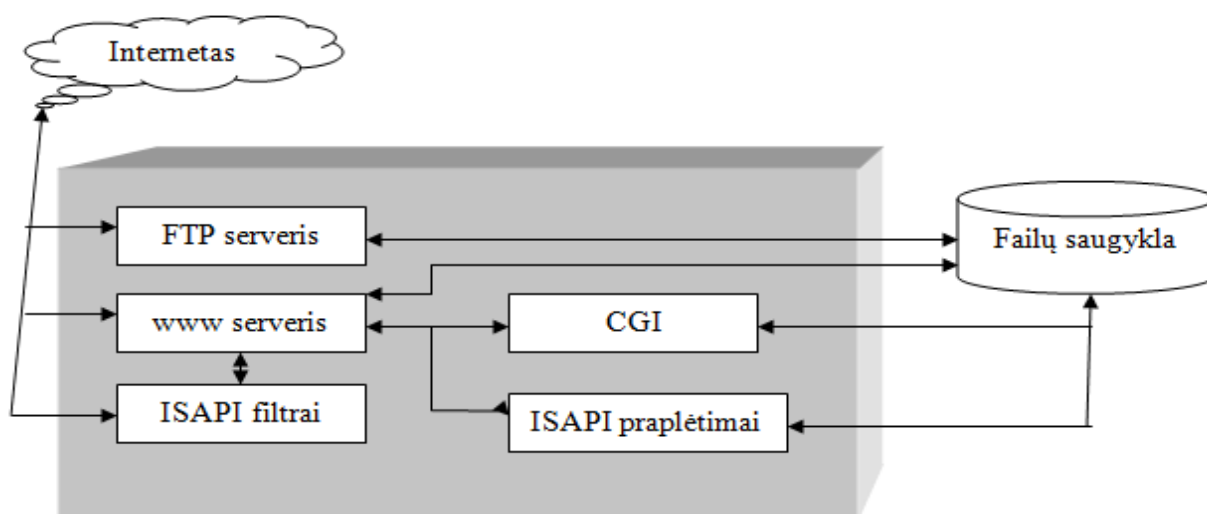 Internetas
FTP serveris
Failų saugykla
www serveris
CGI
ISAPI filtrai
ISAPI praplėtimai